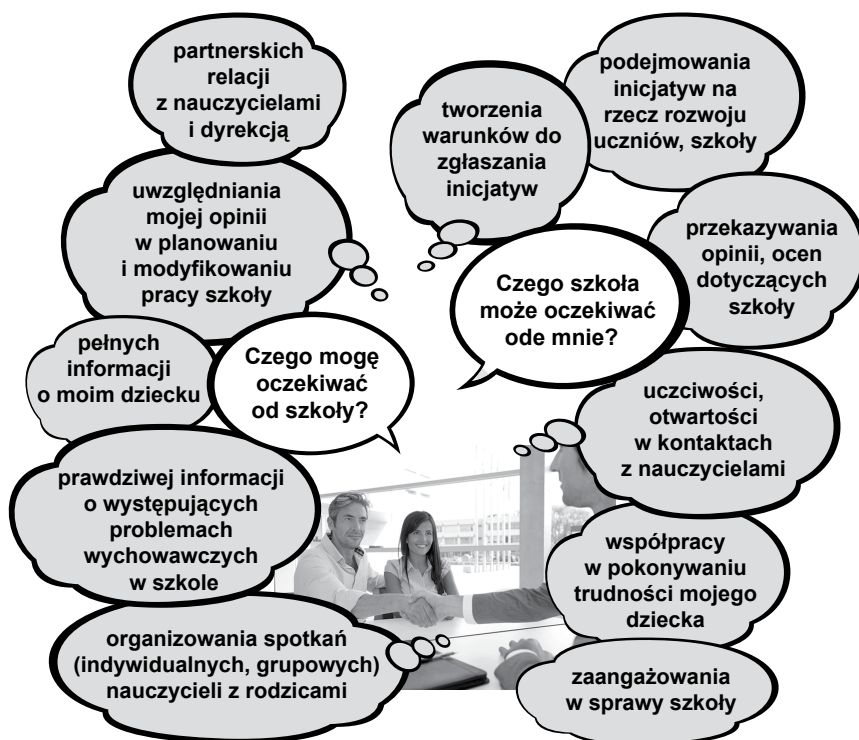 partnerskich
relacji
z nauczycielami
i dyrekcją
uwzględniania
mojej opinii
w planowaniu
i modyfikowaniu
pracy szkoły
pełnych
informacji
o moim dziecku
Czego mogę
oczekiwać
od szkoły?
prawdziwej informacji
o występujących
problemach
wychowawczych
w szkole
organizowania spotkań
(indywidualnych, grupowych)
nauczycieli z rodzicami
tworzenia
warunków do
zgłaszania
inicjatyw
podejmowania
inicjatyw na
rzecz rozwoju
uczniów, szkoły
przekazywania
opinii, ocen
dotyczących
szkoły
Czego szkoła
może oczekiwać
ode mnie?
uczciwości,
otwartości
w kontaktach
z nauczycielami
współpracy
w pokonywaniu
trudności mojego
dziecka
zaangażowania
w sprawy szkoły